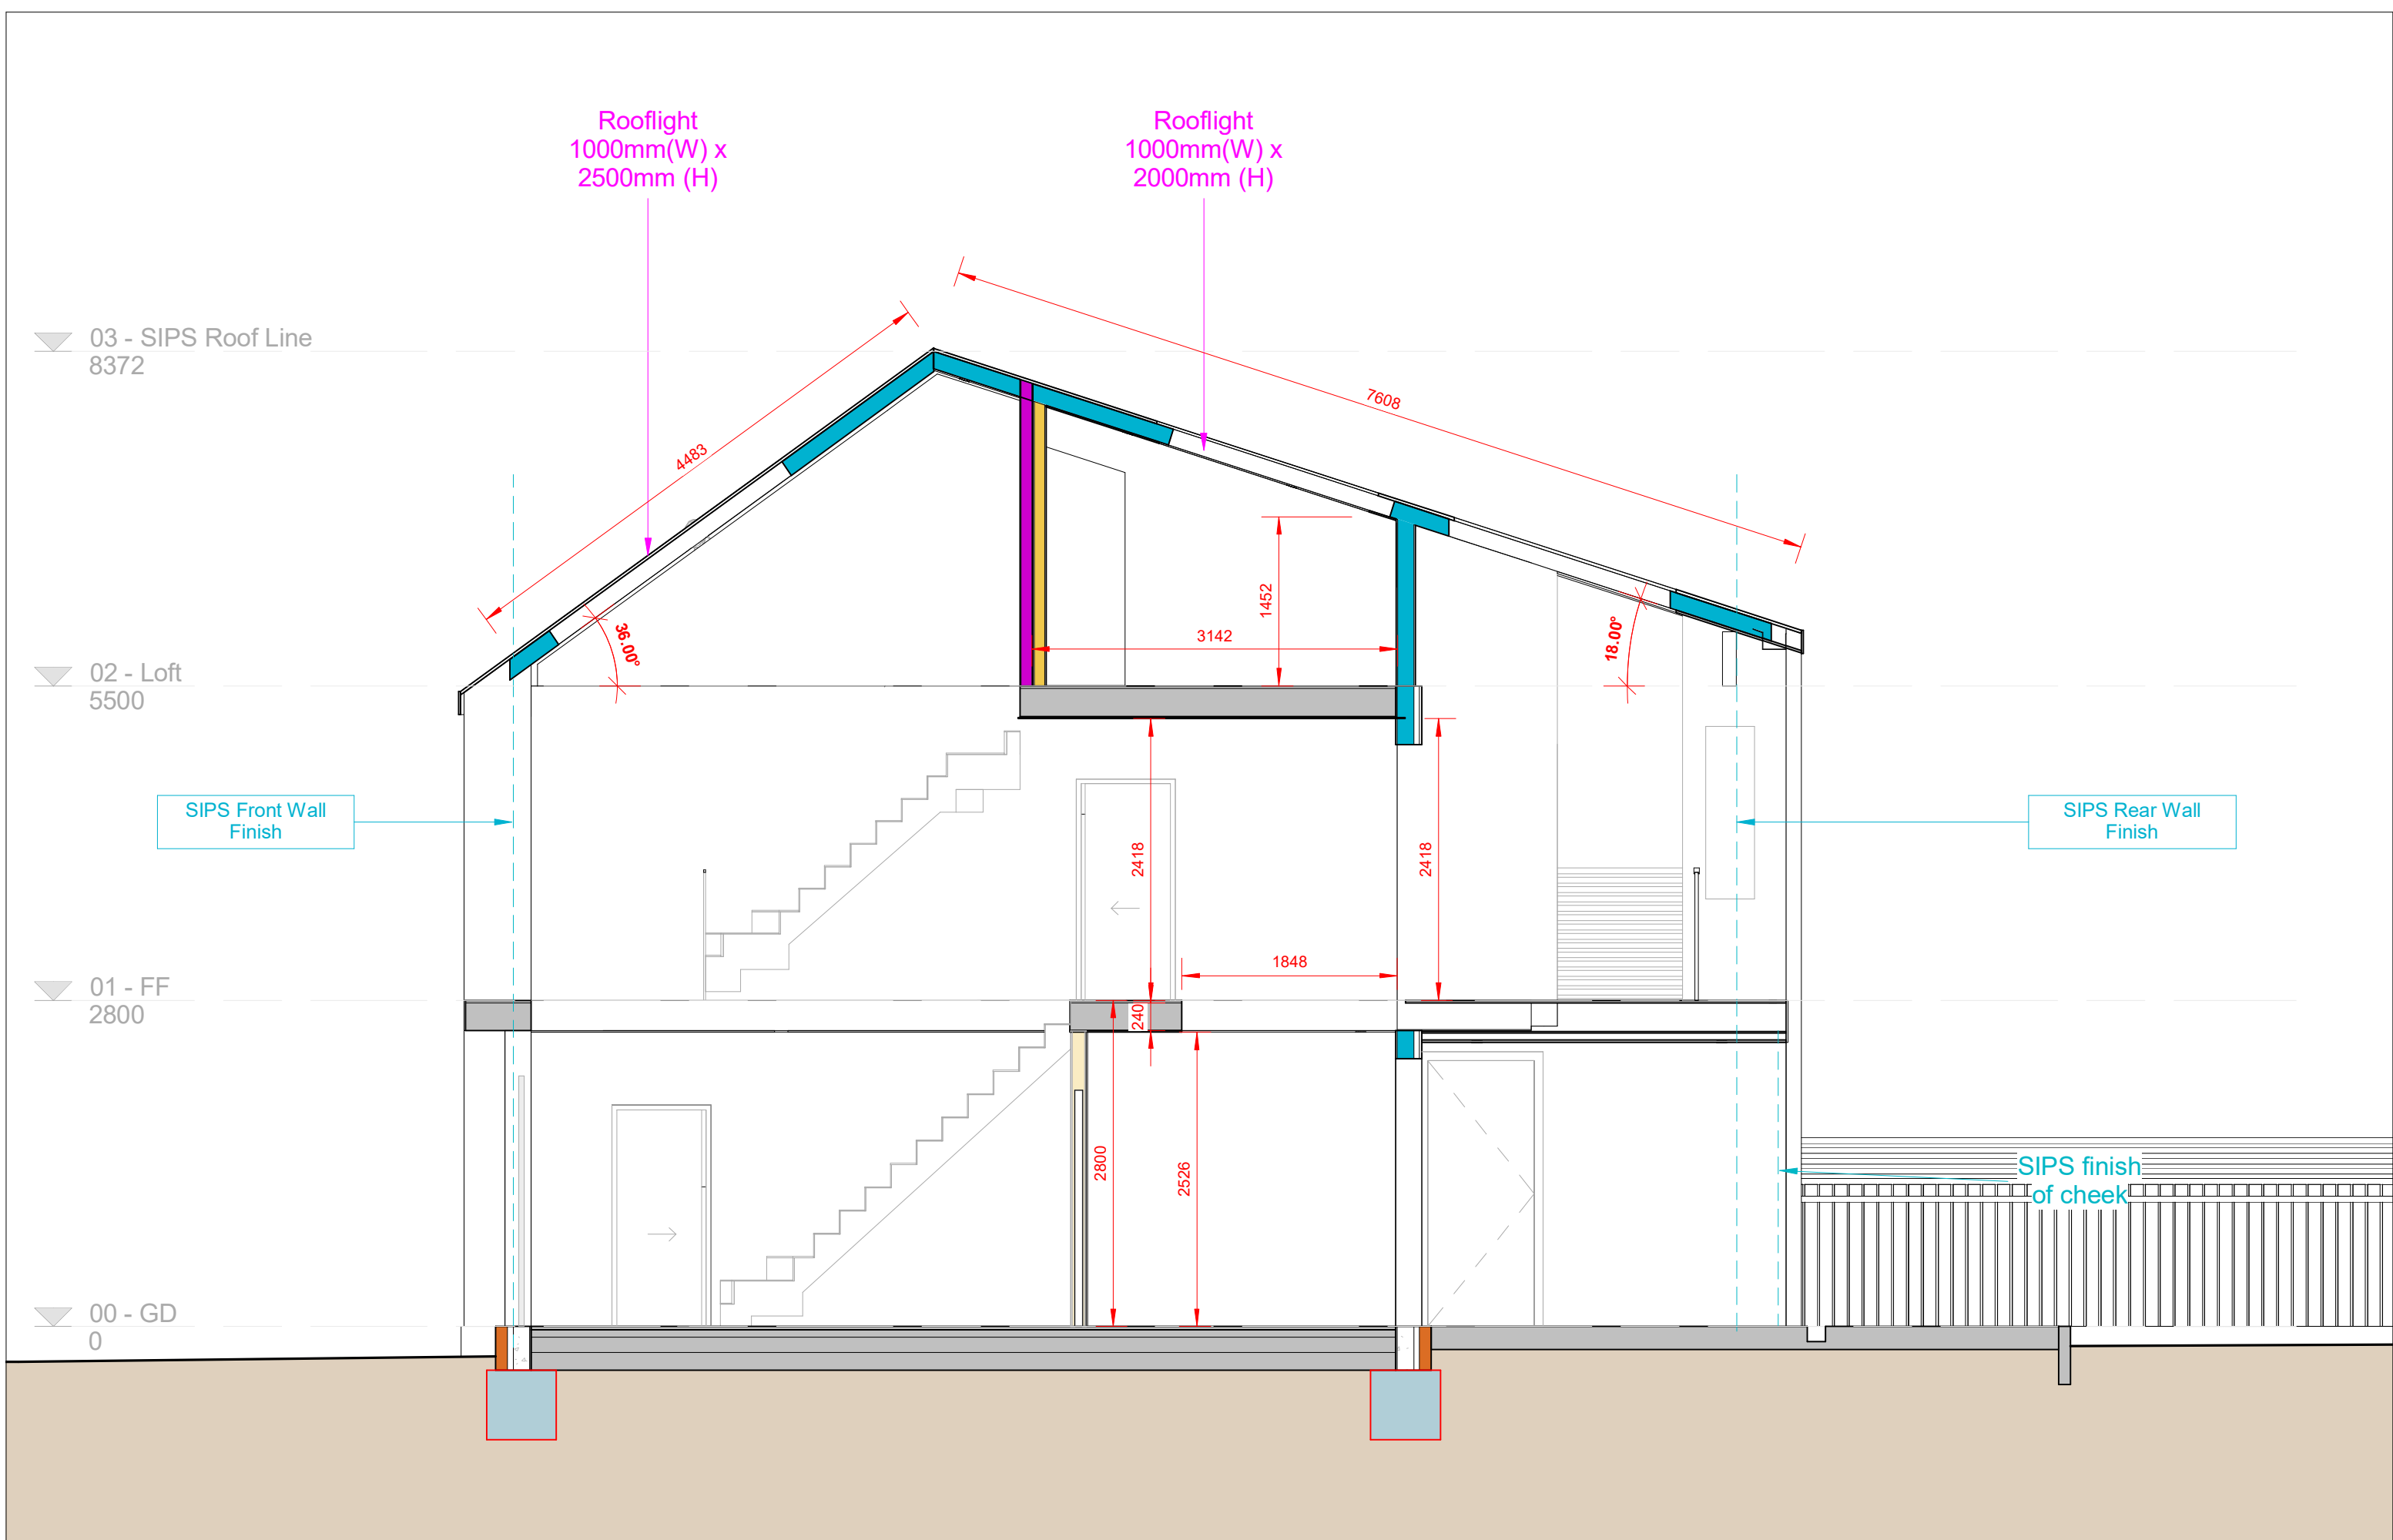 Rooflight
1000mm(W) x
2500mm (H)
Rooflight
1000mm(W) x
2000mm (H)
03 - SIPS Roof Line
8372
4483
7608
1452
3142
36.00°
18.00°
02 - Loft
5500
SIPS Front Wall
Finish
SIPS Rear Wall
Finish
2418
2418
1848
01 - FF
2800
240
2800
2526
SIPS finish
of cheek
00 - GD
0